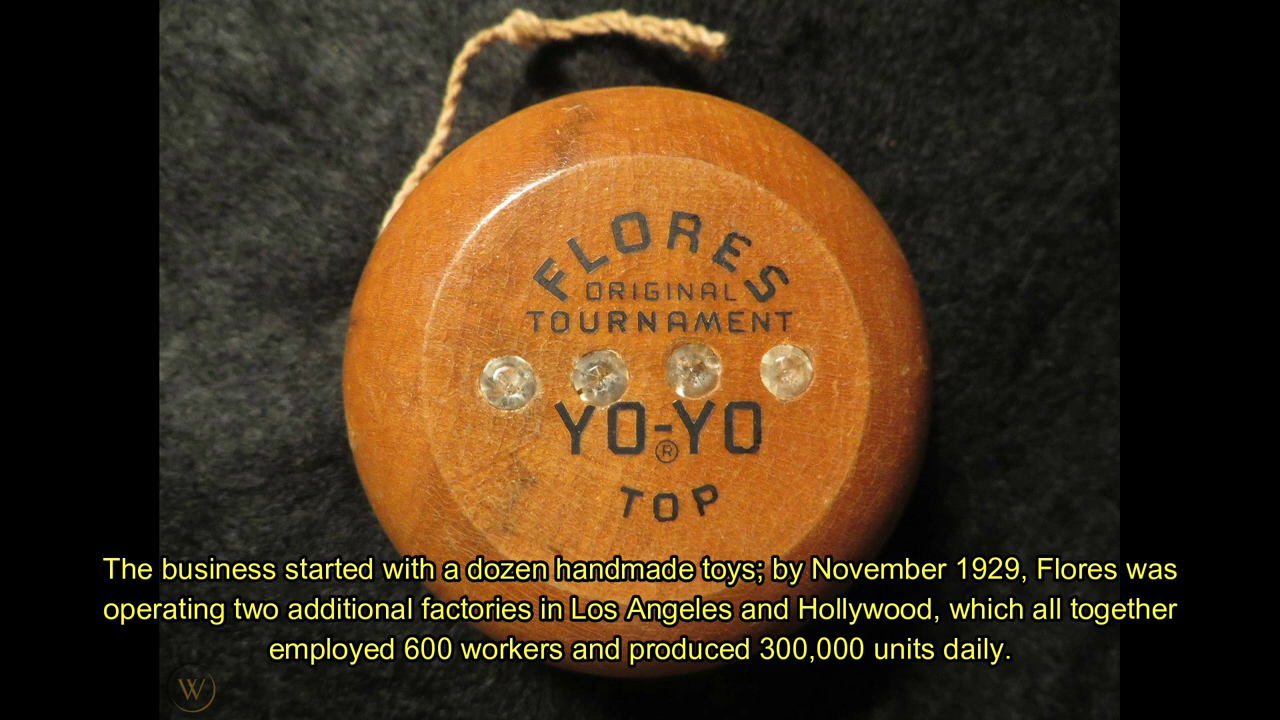 FLORES
ORIGINAL
TOURNAMENT
YO-YO
®
TOP
The business started with a dozen handmade toys; by November 1929, Flores was
operating two additional factories in Los Angeles and Hollywood, which all together
employed 600 workers and produced 300,000 units daily.
W